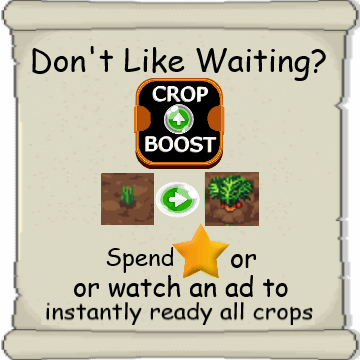 Don't Like Waiting?
CROP
BOOST
Spend or
or watch an ad to
instantly ready all crops